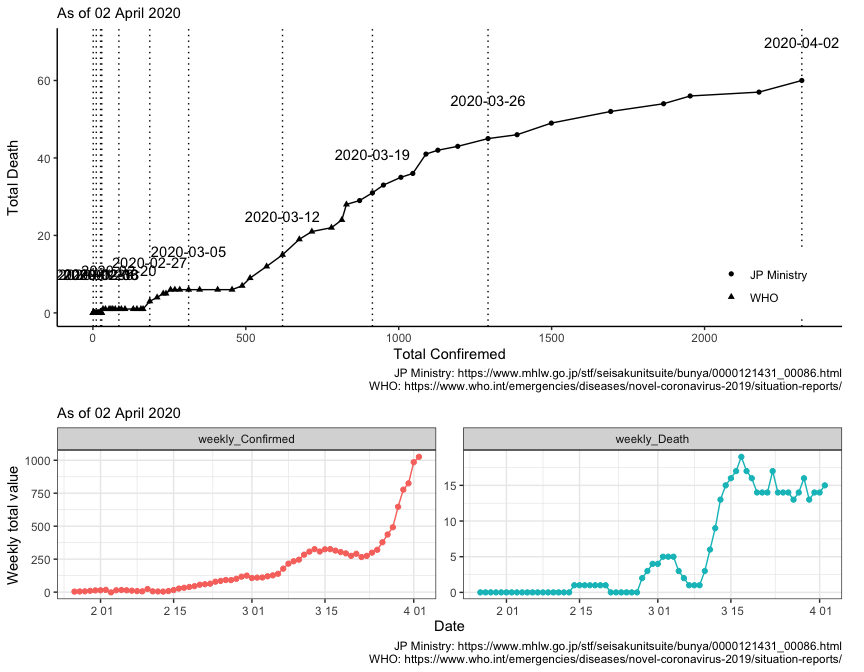 As of 02 April 2020
Total Death
60
40
20
0
2020-04-02
2020-03-26
2020-03-19
2020-03-12
2020-03-05
2020-02-27
JP Ministry
WHO
0 500 1000 1500 2000
Total Confirmed
JP Ministry: https://www.mhlw.go.jp/stf/seisakunitsuite/bunya/0000121431_00086.html
WHO: https://www.who.int/emergencies/diseases/novel-coronavirus-2019/situation-reports/
As of 02 April 2020
weekly_Confirmed
weekly_Death
Weekly total value
1000
750
500
250
0
15
10
5
0
2 01 2 15 3 01 3 15 4 01
2 01 2 15 3 01 3 15 4 01
Date
JP Ministry: https://www.mhlw.go.jp/stf/seisakunitsuite/bunya/0000121431_00086.html
WHO: https://www.who.int/emergencies/diseases/novel-coronavirus-2019/situation-reports/